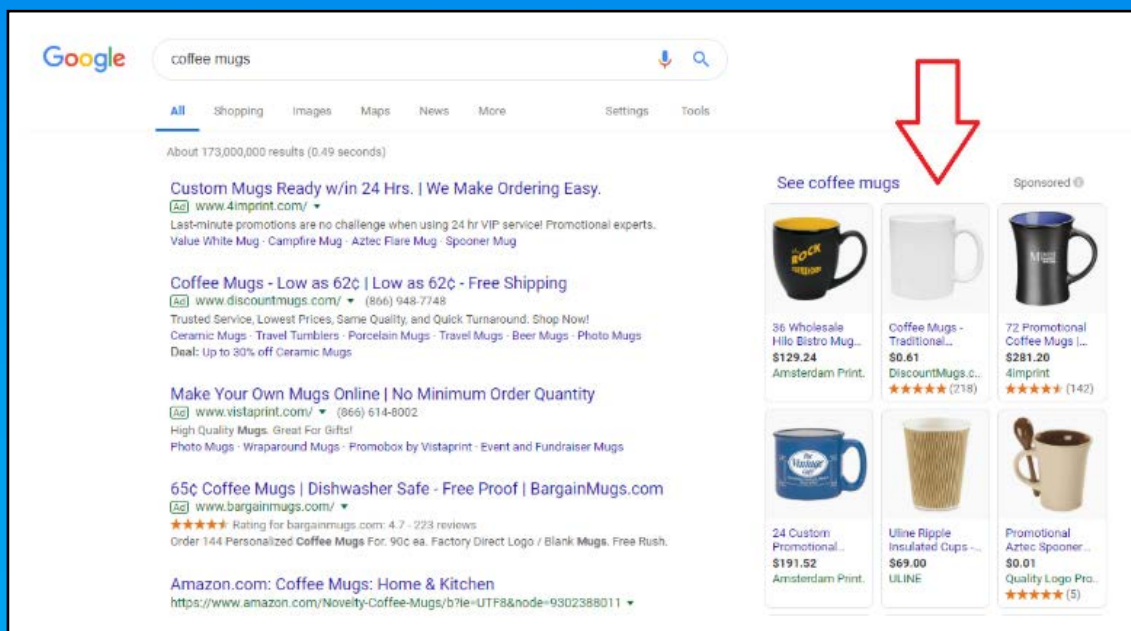 Google
coffee mugs
All Shopping Images Maps News More Settings Tools
About 173,000,000 results (0.49 seconds)
Custom Mugs Ready w/in 24 Hrs. | We Make Ordering Easy.
Ad www.4imprint.com/
Last-minute promotions are no challenge when using 24 hr VIP service! Promotional experts.
Value White Mug · Campfire Mug · Aztec Flare Mug · Spooner Mug
Coffee Mugs - Low as 62¢ | Low as 62¢ - Free Shipping
Ad www.discountmugs.com/ (866) 948-7748
Trusted Service, Lowest Prices, Same Quality, and Quick Turnaround. Shop Now!
Ceramic Mugs · Travel Tumblers · Porcelain Mugs · Travel Mugs · Beer Mugs · Photo Mugs
Deal: Up to 30% off Ceramic Mugs
Make Your Own Mugs Online | No Minimum Order Quantity
Ad www.vistaprint.com/ (866) 614-8002
High Quality Mugs. Great For Gifts!
Photo Mugs · Wraparound Mugs · Promobox by Vistaprint · Event and Fundraiser Mugs
65¢ Coffee Mugs | Dishwasher Safe - Free Proof | BargainMugs.com
Ad www.bargainmugs.com/
Rating for bargainmugs.com: 4.7 - 223 reviews
Order 144 Personalized Coffee Mugs For. 90c ea. Factory Direct Logo / Blank Mugs. Free Rush.
Amazon.com: Coffee Mugs: Home & Kitchen
https://www.amazon.com/Novelty-Coffee-Mugs/b?ie=UTF8&node=9302388011
See coffee mugs Sponsored
ROCK
36 Wholesale
Hilo Bistro Mug...
$129.24
Amsterdam Print.
Coffee Mugs -
Traditional...
$0.61
DiscountMugs.c...
(218)
72 Promotional
Coffee Mugs |...
$281.20
4imprint
(142)
Vintage
24 Custom
Promotional...
$191.52
Amsterdam Print.
Uline Ripple
Insulated Cups -...
$69.00
ULINE
Promotional
Aztec Spooner...
$0.01
Quality Logo Pro..
(5)